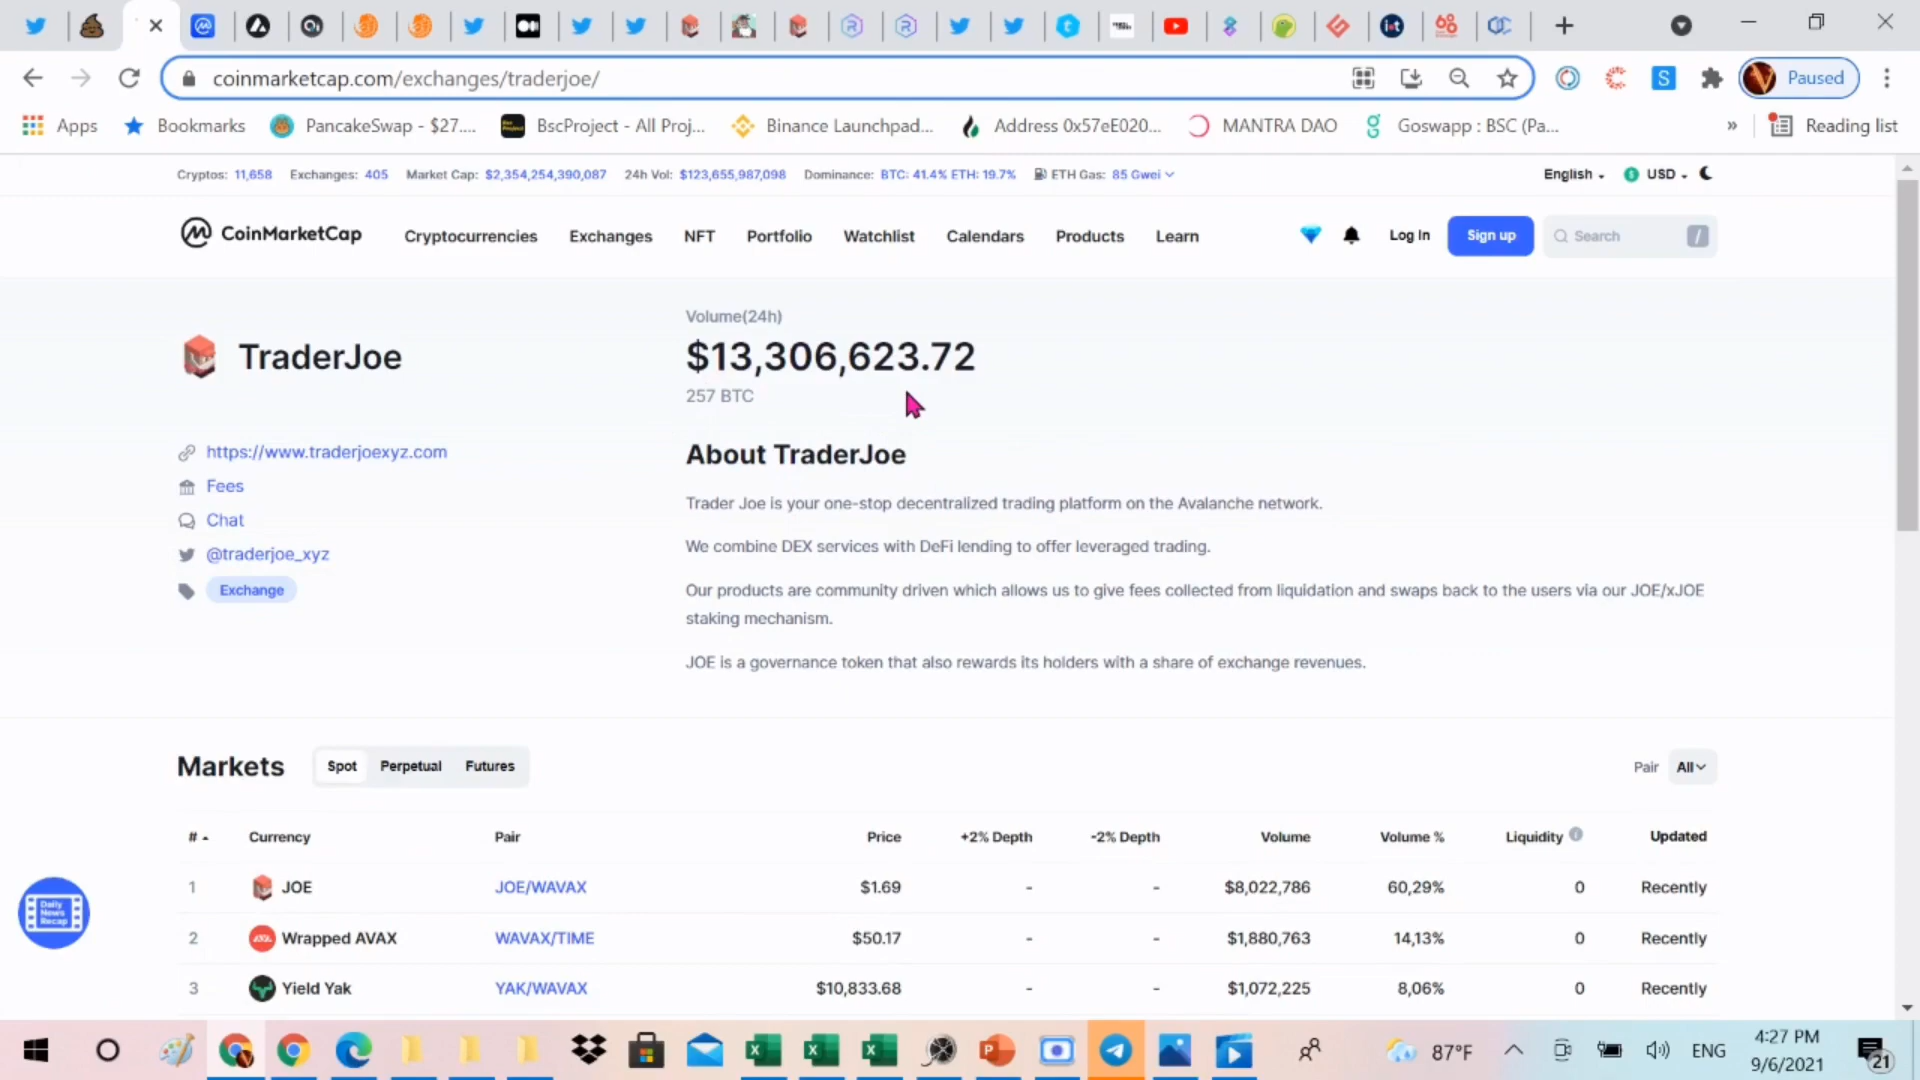 coinmarketcap.com/exchanges/traderjoe/
Paused
Apps
Bookmarks
PancakeSwap - $27....
BscProject - All Proj...
Binance Launchpad...
Address 0x57eE020...
MANTRA DAO
Goswapp : BSC (Pa...
»
Reading list
Cryptos: 11,658 Exchanges: 405 Market Cap: $2,354,254,390,087 24h Vol: $123,655,987,098 Dominance: BTC: 41.4% ETH: 19.7% ETH Gas: 85 Gwei
English
USD
CoinMarketCap
Cryptocurrencies
Exchanges
NFT
Portfolio
Watchlist
Calendars
Products
Learn
Log In
Sign up
Search
/
TraderJoe
Volume(24h)
$13,306,623.72
257 BTC
https://www.traderjoexyz.com
Fees
Chat
@traderjoe_xyz
Exchange
About TraderJoe
Trader Joe is your one-stop decentralized trading platform on the Avalanche network.
We combine DEX services with DeFi lending to offer leveraged trading.
Our products are community driven which allows us to give fees collected from liquidation and swaps back to the users via our JOE/xJOE
staking mechanism.
JOE is a governance token that also rewards its holders with a share of exchange revenues.
Markets
Spot
Perpetual
Futures
Pair
All
# Currency Pair Price +2% Depth -2% Depth Volume Volume % Liquidity Updated
1 JOE JOE/WAVAX $1.69 - - $8,022,786 60,29% 0 Recently
2 Wrapped AVAX WAVAX/TIME $50.17 - - $1,880,763 14,13% 0 Recently
3 Yield Yak YAK/WAVAX $10,833.68 - - $1,072,225 8,06% 0 Recently
Daily
News
Recap
87°F
ENG
4:27 PM
9/6/2021
21